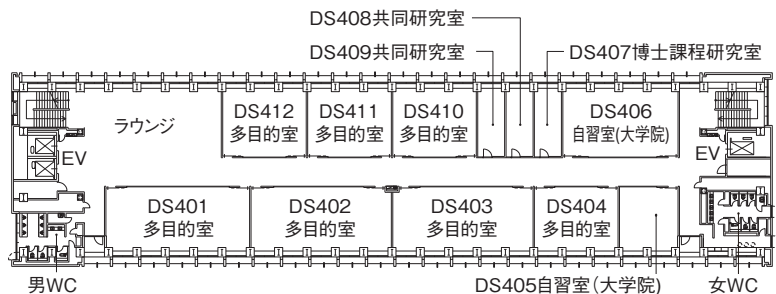 DS408共同研究室
DS409共同研究室
DS407博士課程研究室
ラウンジ
DS412
多目的室
DS411
多目的室
DS410
多目的室
DS406
自習室(大学院)
EV
EV
DS401
多目的室
DS402
多目的室
DS403
多目的室
DS404
多目的室
男WC
DS405自習室(大学院)
女WC